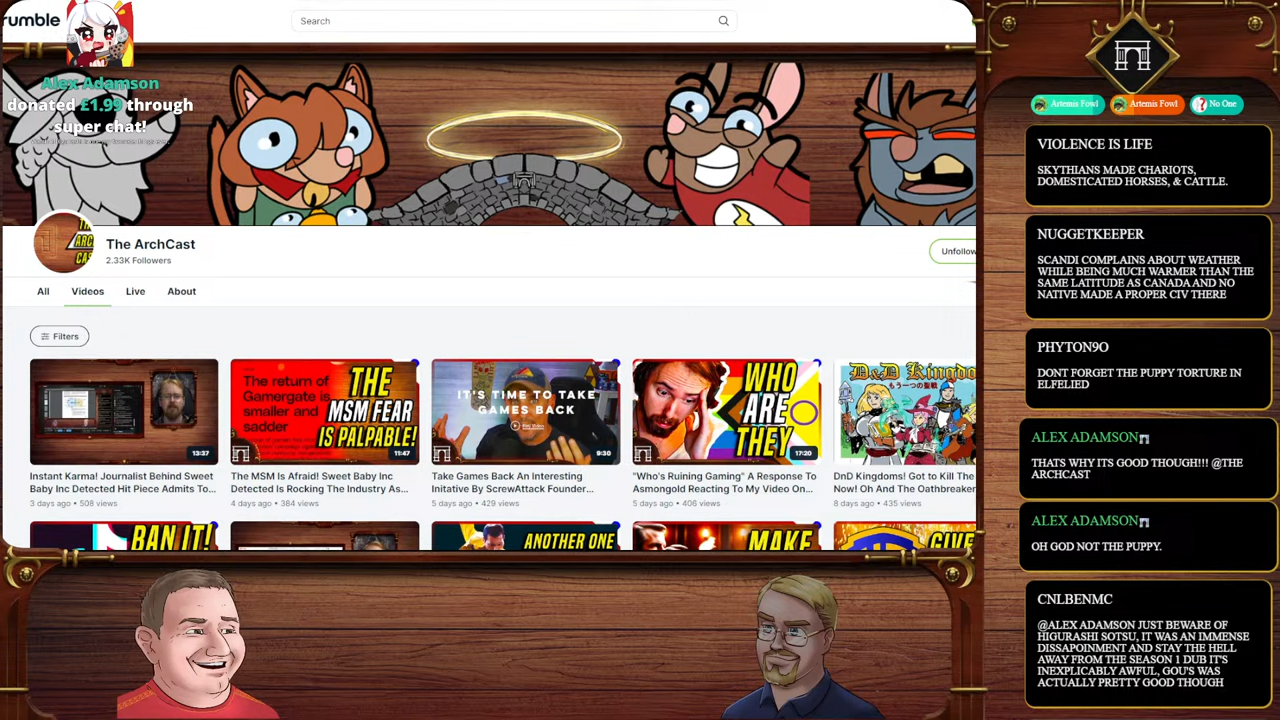 rumble
Search
Alex Adamson
donated £1.99 through
super chat!
The ArchCast
2.33K Followers
Unfollow
All
Videos
Live
About
Filters
13:37
The return of
Gamergate is
smaller and
sadder
THE
MSM FEAR
IS PALPABLE!
11:47
IT'S TIME TO TAKE
GAMES BACK
9:30
WHO
ARE
THEY
17:20
D&D Kingdo
Instant Karma! Journalist Behind Sweet
Baby Inc Detected Hit Piece Admits To...
3 days ago • 508 views
The MSM Is Afraid! Sweet Baby Inc
Detected Is Rocking The Industry As...
4 days ago • 384 views
Take Games Back An Interesting
Initative By ScrewAttack Founder...
5 days ago • 429 views
"Who's Ruining Gaming" A Response To
Asmongold Reacting To My Video On...
5 days ago • 406 views
DnD Kingdoms! Got to Kill The
Now! Oh And The Oathbreaker
8 days ago • 435 views
BAN IT!
ANOTHER ONE
MAKE
GIVE
Artemis Fowl
Artemis Fowl
No One
VIOLENCE IS LIFE
SKYTHIANS MADE CHARIOTS,
DOMESTICATED HORSES, & CATTLE.
NUGGETKEEPER
SCANDI COMPLAINS ABOUT WEATHER
WHILE BEING MUCH WARMER THAN THE
SAME LATITUDE AS CANADA AND NO
NATIVE MADE A PROPER CIV THERE
PHYTON9O
DONT FORGET THE PUPPY TORTURE IN
ELFELIED
ALEX ADAMSON
THATS WHY ITS GOOD THOUGH!!! @THE
ARCHCAST
ALEX ADAMSON
OH GOD NOT THE PUPPY.
CNLBENMC
@ALEX ADAMSON JUST BEWARE OF
HIGURASHI SOTSU, IT WAS AN IMMENSE
DISSAPOINMENT AND STAY THE HELL
AWAY FROM THE SEASON 1 DUB IT'S
INEXPLICABLY AWFUL, GOU'S WAS
ACTUALLY PRETTY GOOD THOUGH